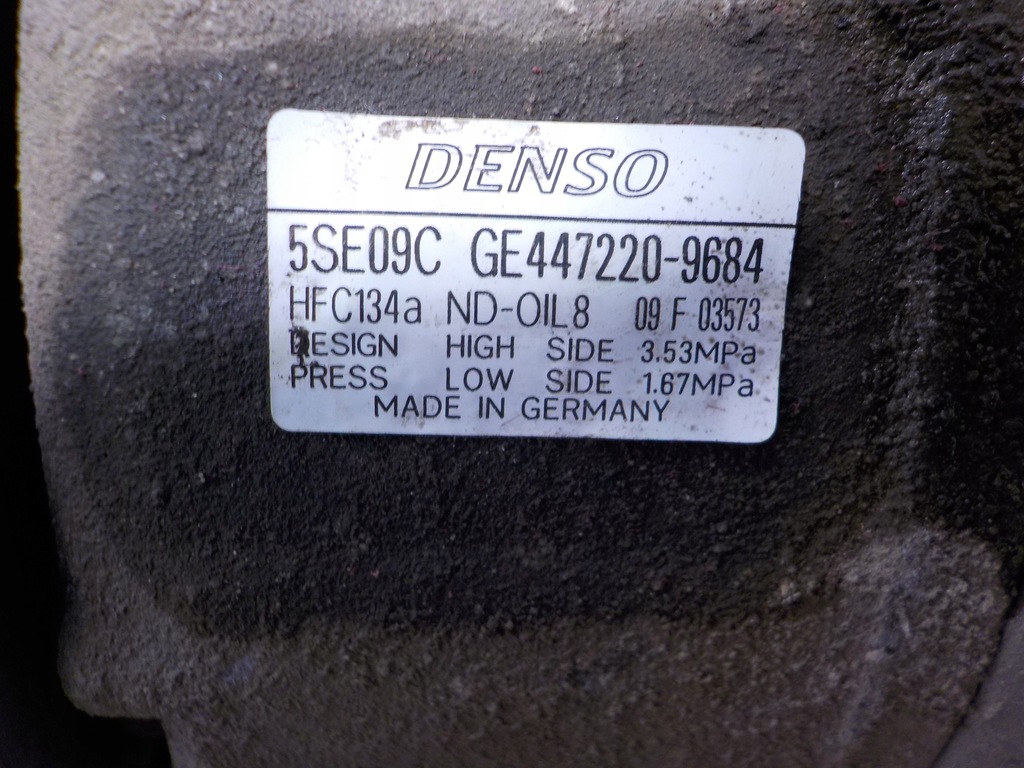 DENSO
5SE09C GE447220-9684
HFC134a ND-OIL8 09 F 03573
DESIGN HIGH SIDE 3.53MPa
PRESS LOW SIDE 1.67MPa
MADE IN GERMANY